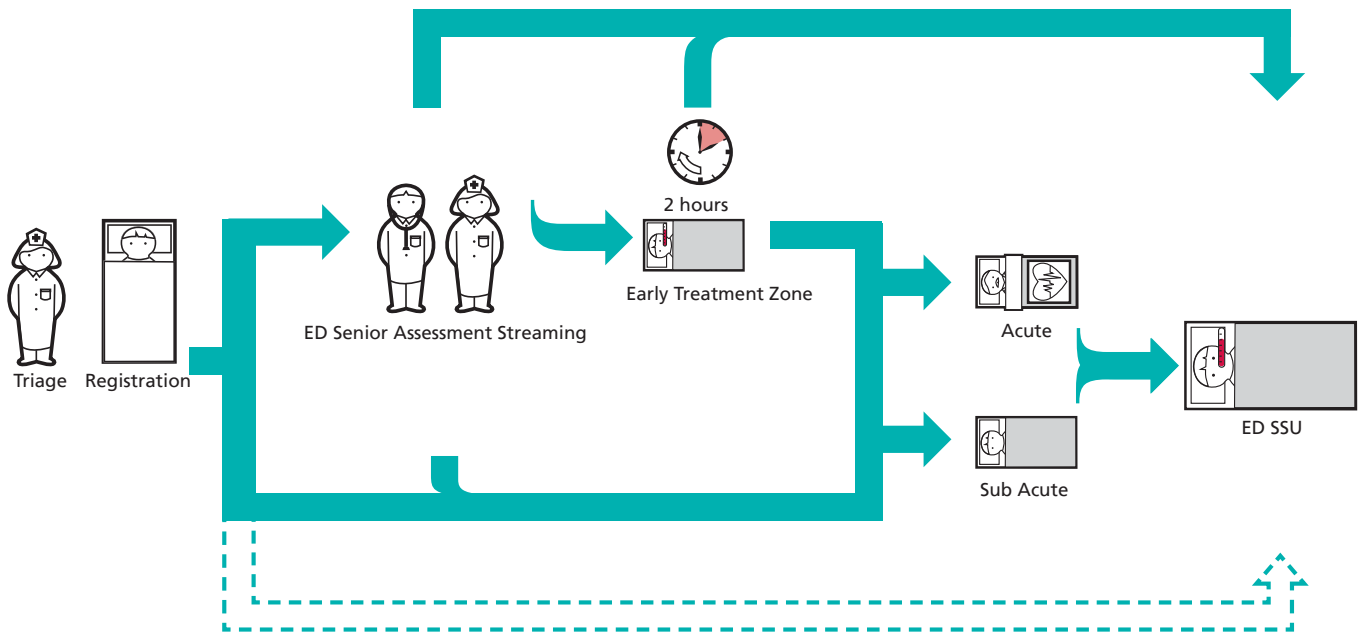 2 hours
Early Treatment Zone
ED Senior Assessment Streaming
Triage
Registration
Acute
ED SSU
Sub Acute